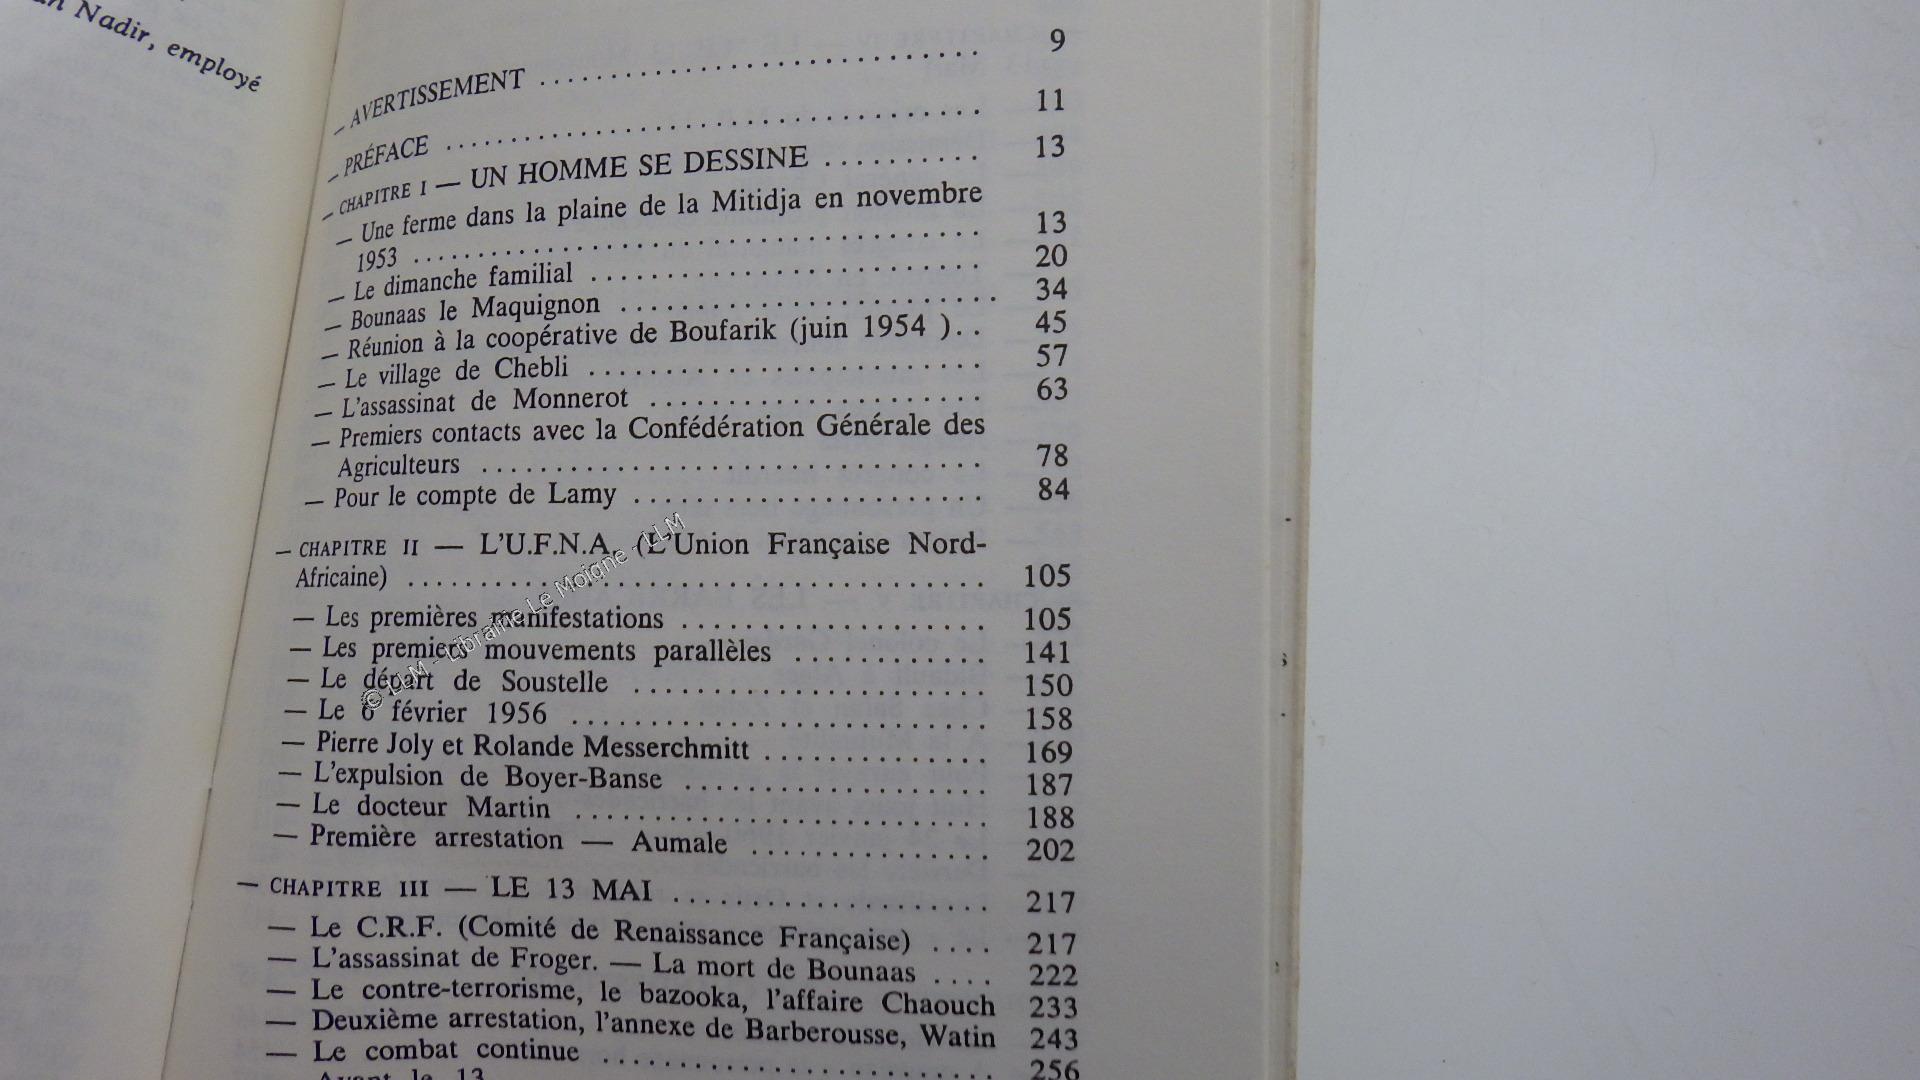 Nadir, employé
— AVERTISSEMENT .......... 9
— PRÉFACE .......... 11
— CHAPITRE I — UN HOMME SE DESSINE .......... 13
— Une ferme dans la plaine de la Mitidja en novembre
1953 .......... 13
— Le dimanche familial .......... 20
— Bounaas le Maquignon .......... 34
— Réunion à la coopérative de Boufarik (juin 1954 ).. 45
— Le village de Chebli .......... 57
— L'assassinat de Monnerot .......... 63
— Premiers contacts avec la Confédération Générale des
Agriculteurs .......... 78
— Pour le compte de Lamy .......... 84
— CHAPITRE II — L'U.F.N.A. (L'Union Française Nord-
Africaine) .......... 105
— Les premières manifestations .......... 105
— Les premiers mouvements parallèles .......... 141
— Le départ de Soustelle .......... 150
— Le 6 février 1956 .......... 158
— Pierre Joly et Rolande Messerchmitt .......... 169
— L'expulsion de Boyer-Banse .......... 187
— Le docteur Martin .......... 188
— Première arrestation — Aumale .......... 202
— CHAPITRE III — LE 13 MAI .......... 217
— Le C.R.F. (Comité de Renaissance Française) .... 217
— L'assassinat de Froger. — La mort de Bounaas .... 222
— Le contre-terrorisme, le bazooka, l'affaire Chaouch 233
— Deuxième arrestation, l'annexe de Barberousse, Watin 243
— Le combat continue .......... 256
Avant le 13
© LLM - Librairie Le Moigne - LLM